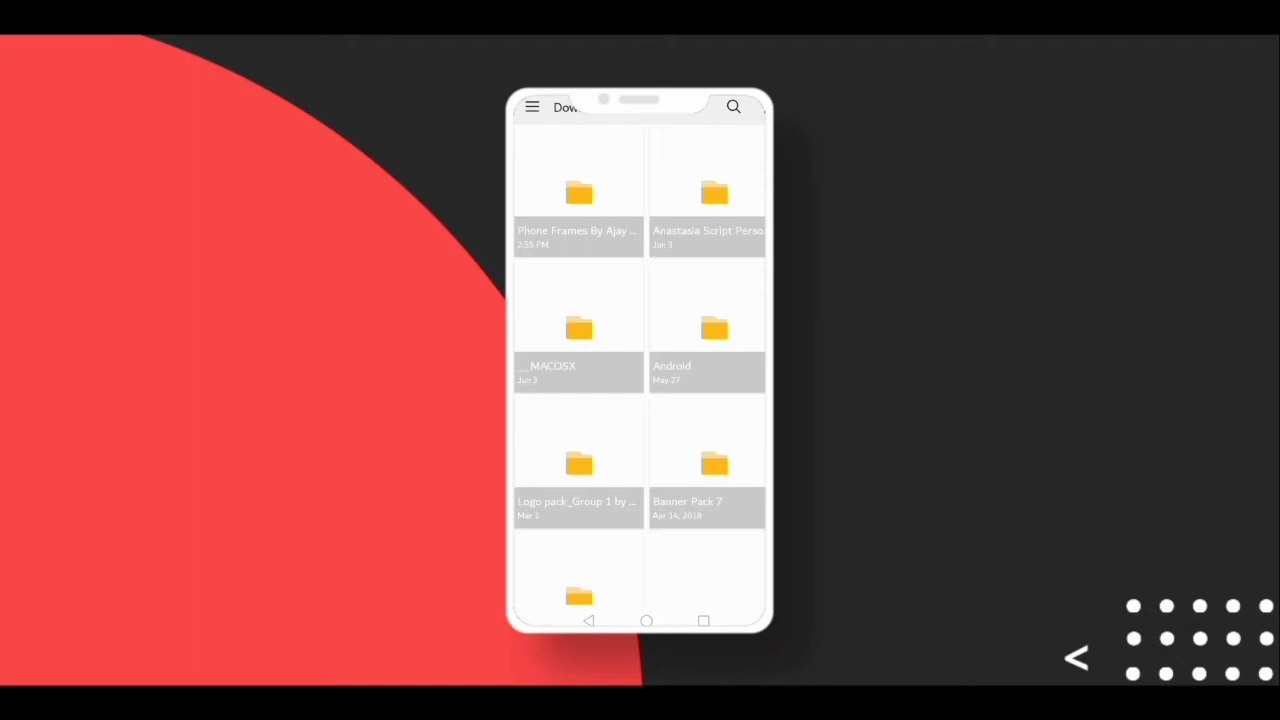 Dow
Phone Frames By Ajay ...
2:55 PM
Anastasia Script Perso.
Jun 3
__MACOSX
Jun 3
Android
May 27
Logo pack_Group 1 by ...
Mar 1
Banner Pack 7
Apr 14, 2018